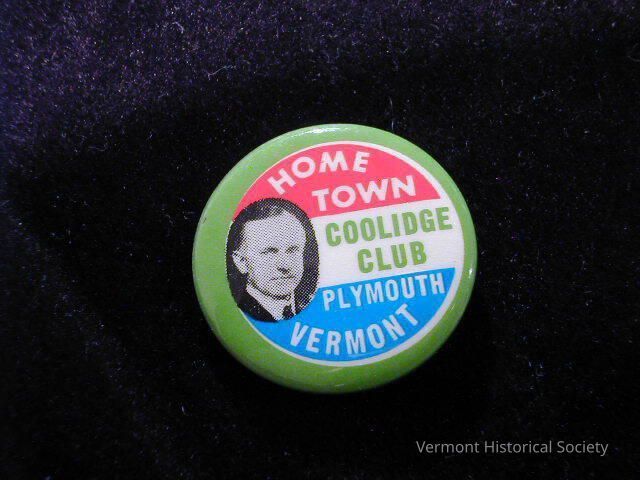 HOME
TOWN
COOLIDGE
CLUB
PLYMOUTH
VERMONT
Vermont Historical Society